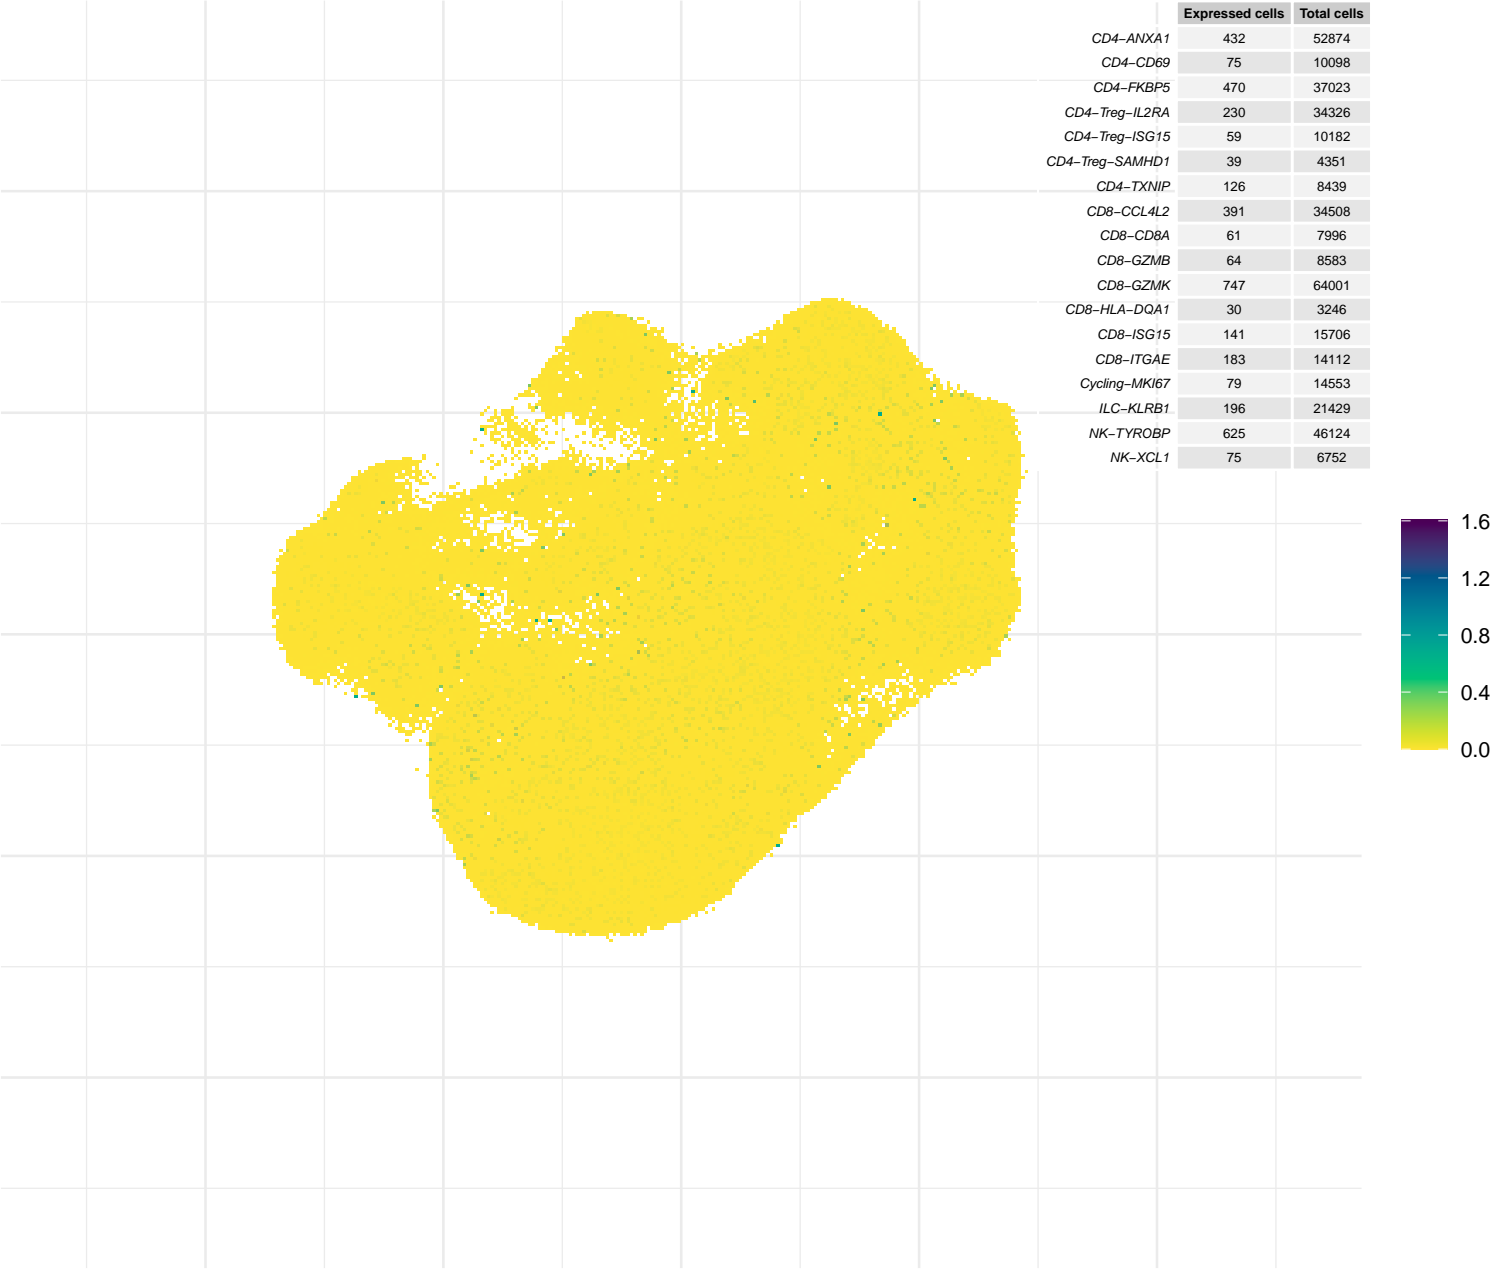 Expressed cells Total cells
CD4−ANXA1 432 52874
CD4−CD69 75 10098
CD4−FKBP5 470 37023
CD4−Treg−IL2RA 230 34326
CD4−Treg−ISG15 59 10182
CD4−Treg−SAMHD1 39 4351
CD4−TXNIP 126 8439
CD8−CCL4L2 391 34508
CD8−CD8A 61 7996
CD8−GZMB 64 8583
CD8−GZMK 747 64001
CD8−HLA−DQA1 30 3246
CD8−ISG15 141 15706
CD8−ITGAE 183 14112
Cycling−MKI67 79 14553
ILC−KLRB1 196 21429
NK−TYROBP 625 46124
NK−XCL1 75 6752
1.6
1.2
0.8
0.4
0.0